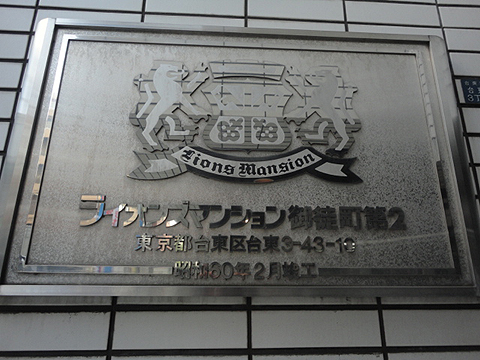 Lions Mansion
ライオンズマンション御徒町第2
東京都台東区台東3-43-10
昭和60年2月竣工